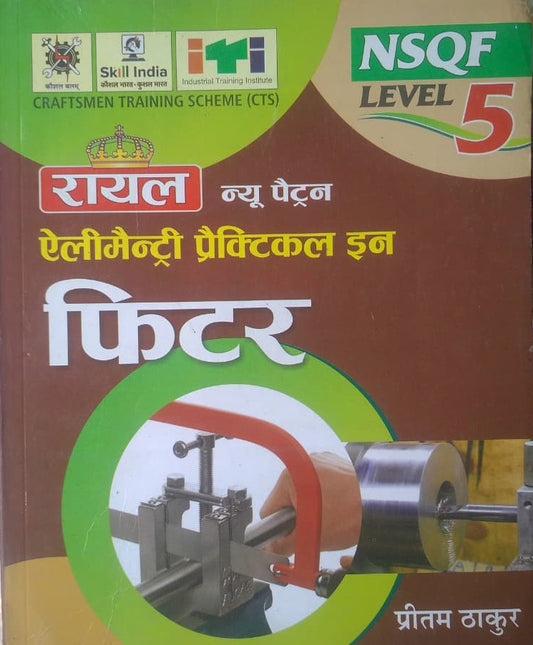 कौशल बलम्
Skill India
कौशल भारत - कुशल भारत
iTi
Industrial Training Institute
CRAFTSMEN TRAINING SCHEME (CTS)
NSQF
LEVEL 5
रायल न्यू पैट्रन
ऐलीमैन्ट्री प्रैक्टिकल इन
फिटर
प्रीतम ठाकुर